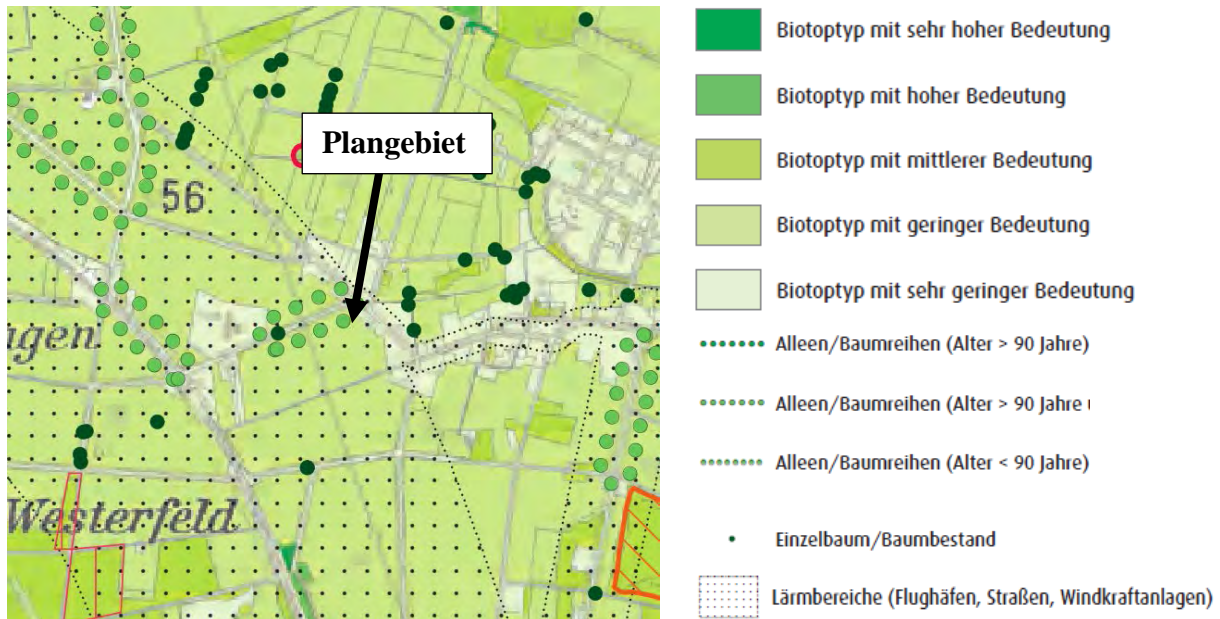 Plangebiet
56
gen
Westerfeld
Biotoptyp mit sehr hoher Bedeutung
Biotoptyp mit hoher Bedeutung
Biotoptyp mit mittlerer Bedeutung
Biotoptyp mit geringer Bedeutung
Biotoptyp mit sehr geringer Bedeutung
Alleen/Baumreihen (Alter > 90 Jahre)
Alleen/Baumreihen (Alter > 90 Jahre
Alleen/Baumreihen (Alter < 90 Jahre)
Einzelbaum/Baumbestand
Lärmbereiche (Flughäfen, Straßen, Windkraftanlagen)